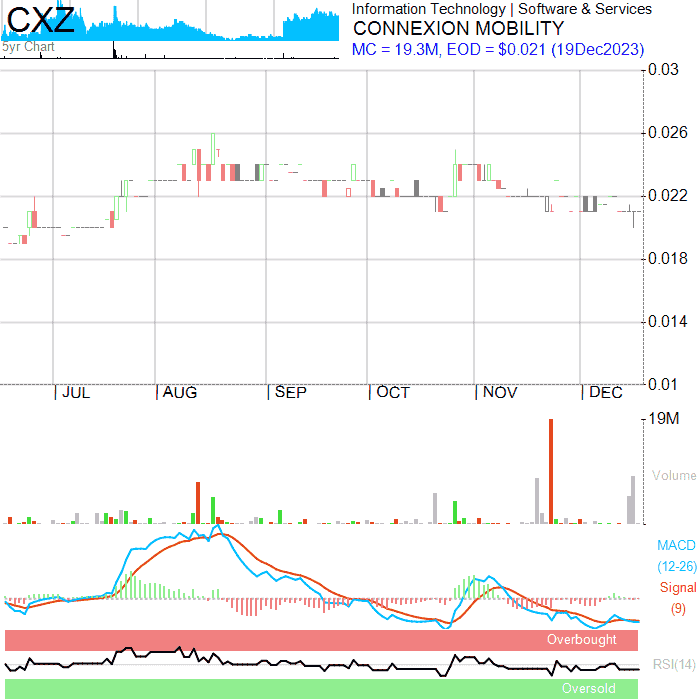 CXZ
5yr Chart
Information Technology | Software & Services
CONNEXION MOBILITY
MC = 19.3M, EOD = $0.021 (19Dec2023)
0.03
0.026
0.022
0.018
0.014
0.01
JUL AUG SEP OCT NOV DEC
19M
Volume
MACD
(12-26)
Signal
(9)
Overbought
RSI(14)
Oversold